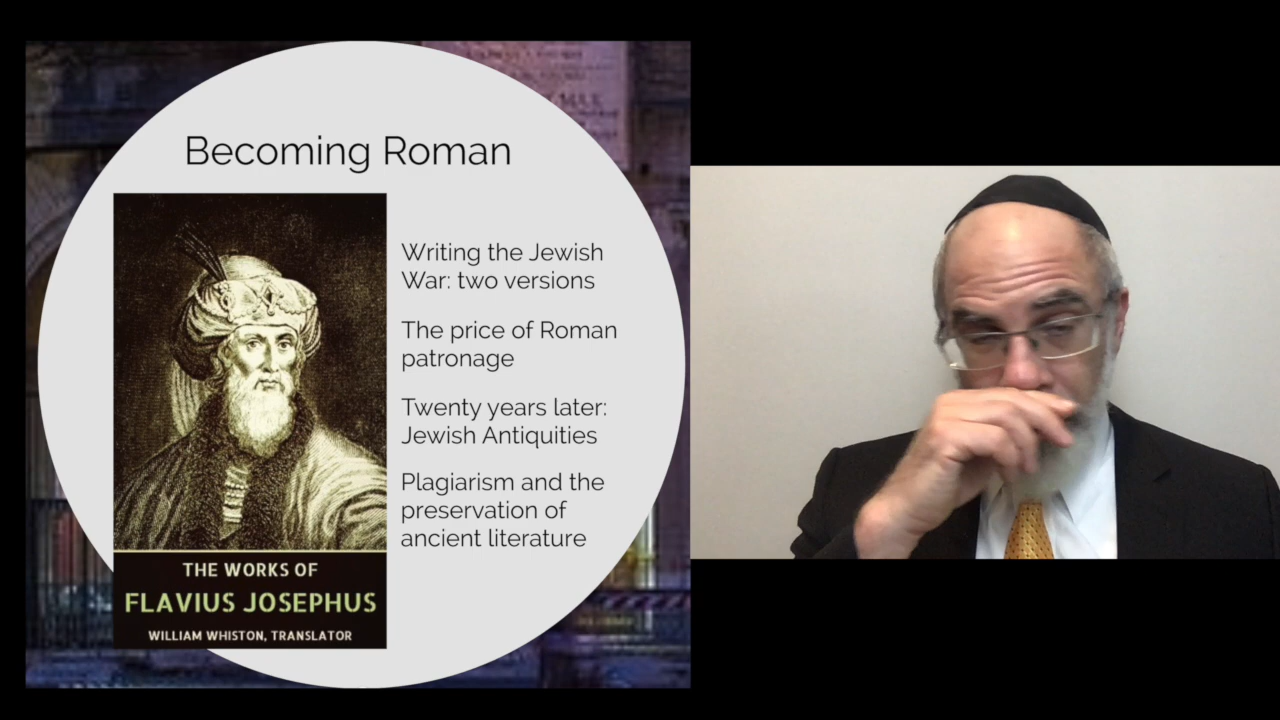 Becoming Roman
Writing the Jewish
War: two versions
The price of Roman
patronage
Twenty years later:
Jewish Antiquities
Plagiarism and the
preservation of
ancient literature
THE WORKS OF
FLAVIUS JOSEPHUS
WILLIAM WHISTON, TRANSLATOR